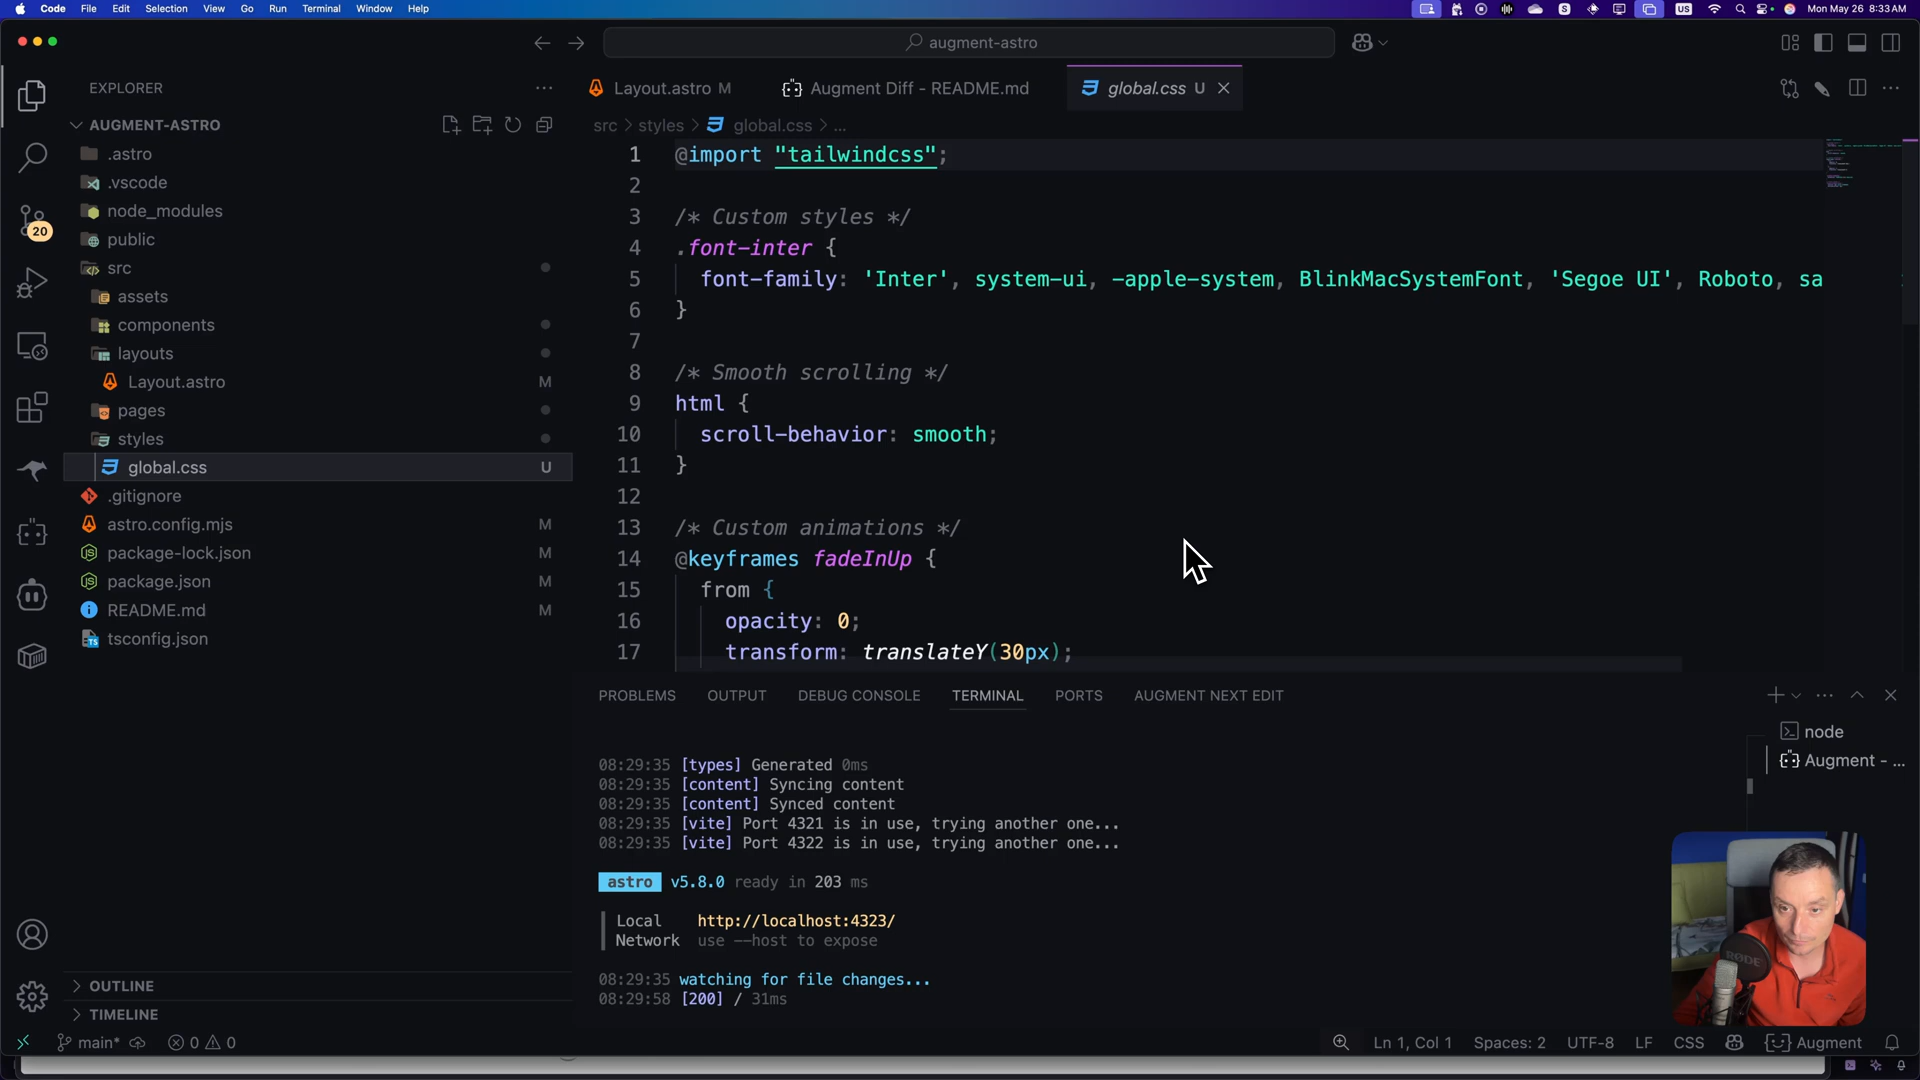 Code File Edit Selection View Go Run Terminal Window Help
US
Mon May 26 8:33 AM
augment-astro
EXPLORER
Layout.astro M
Augment Diff - README.md
global.css U
AUGMENT-ASTRO
src > styles > global.css > ...
.astro
.vscode
node_modules
public
src
assets
components
layouts
Layout.astro M
pages
styles
global.css U
.gitignore
astro.config.mjs M
package-lock.json M
package.json M
README.md M
tsconfig.json
20
OUTLINE
TIMELINE
1 @import "tailwindcss";
2
3 /* Custom styles */
4 .font-inter {
5 font-family: 'Inter', system-ui, -apple-system, BlinkMacSystemFont, 'Segoe UI', Roboto, sa
6 }
7
8 /* Smooth scrolling */
9 html {
10 scroll-behavior: smooth;
11 }
12
13 /* Custom animations */
14 @keyframes fadeInUp {
15 from {
16 opacity: 0;
17 transform: translateY(30px);
PROBLEMS OUTPUT DEBUG CONSOLE TERMINAL PORTS AUGMENT NEXT EDIT
node
Augment - ...
08:29:35 [types] Generated 0ms
08:29:35 [content] Syncing content
08:29:35 [content] Synced content
08:29:35 [vite] Port 4321 is in use, trying another one...
08:29:35 [vite] Port 4322 is in use, trying another one...
astro v5.8.0 ready in 203 ms
Local http://localhost:4323/
Network use --host to expose
08:29:35 watching for file changes...
08:29:58 [200] / 31ms
RØDE
main* 0 0
Ln 1, Col 1 Spaces: 2 UTF-8 LF CSS Augment